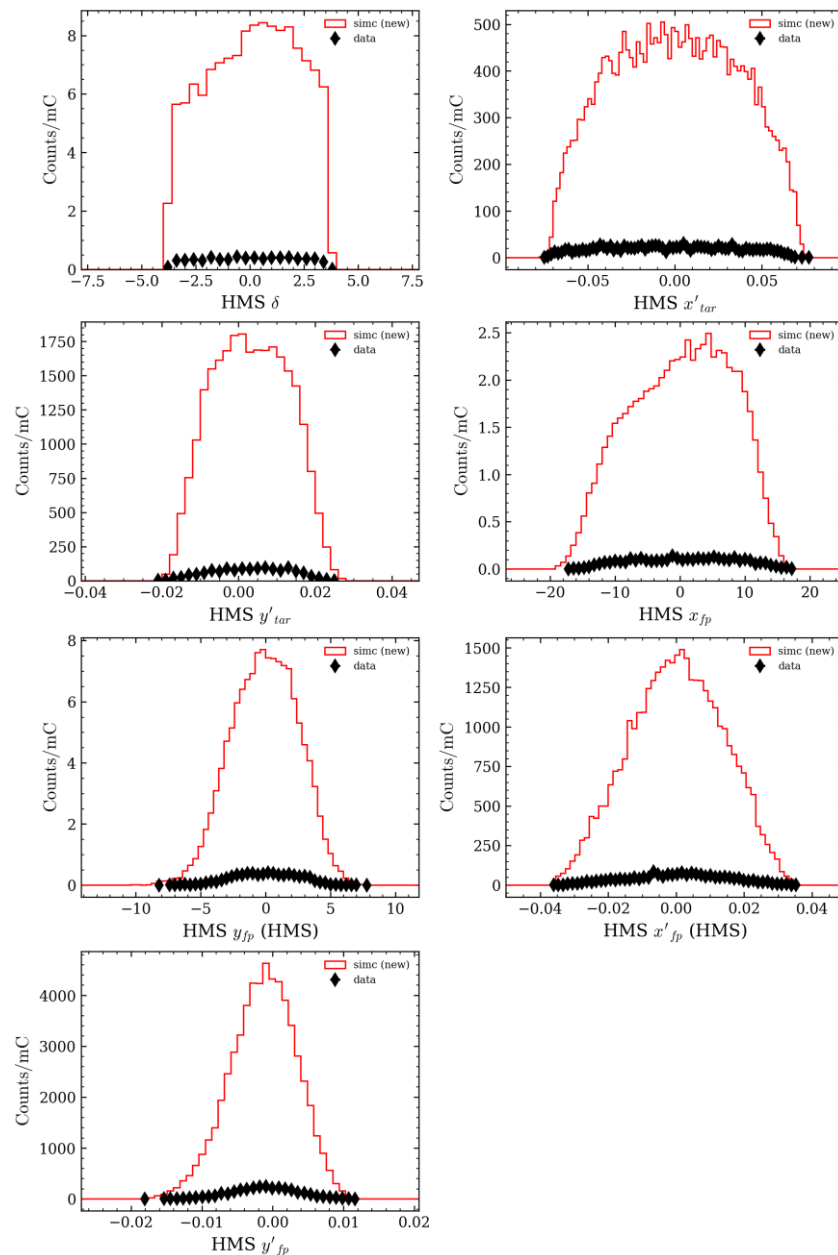 simc (new)
data
8
6
4
2
0
Counts/mC
−7.5 −5.0 −2.5 0.0 2.5 5.0 7.5
HMS δ
simc (new)
data
500
400
300
200
100
0
Counts/mC
−0.05 0.00 0.05
HMS x′tar
simc (new)
data
1750
1500
1250
1000
750
500
250
0
Counts/mC
−0.04 −0.02 0.00 0.02 0.04
HMS y′tar
simc (new)
data
2.5
2.0
1.5
1.0
0.5
0.0
Counts/mC
−20 −10 0 10 20
HMS xfp
simc (new)
data
8
6
4
2
0
Counts/mC
−10 −5 0 5 10
HMS yfp (HMS)
simc (new)
data
1500
1250
1000
750
500
250
0
Counts/mC
−0.04 −0.02 0.00 0.02 0.04
HMS x′fp (HMS)
simc (new)
data
4000
3000
2000
1000
0
Counts/mC
−0.02 −0.01 0.00 0.01 0.02
HMS y′fp